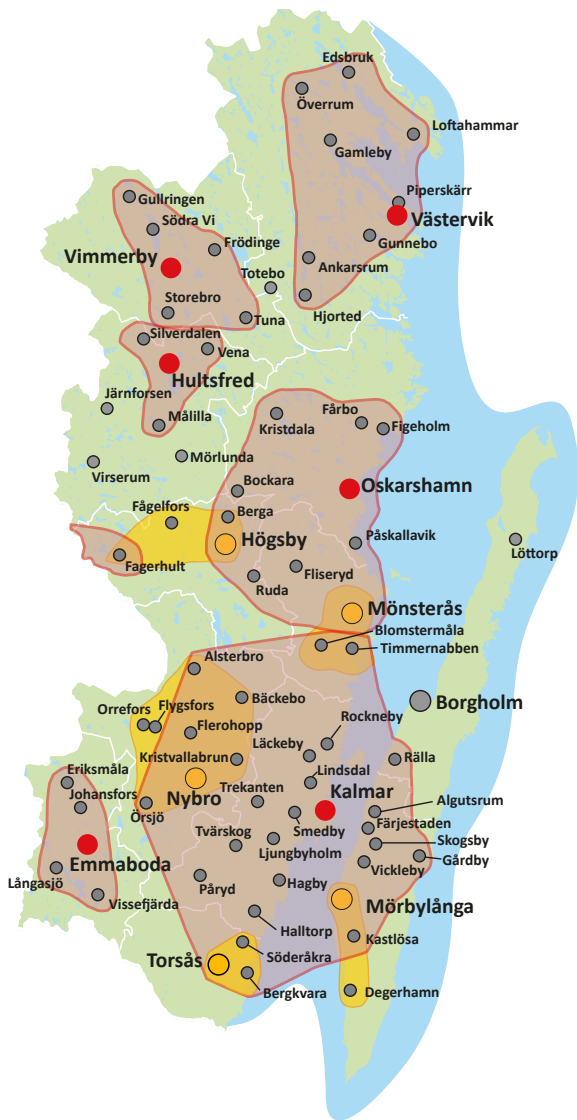 Edsbruk
Överrum
Loftahammar
Gamleby
Piperskärr
Gullringen
Västervik
Södra Vi
Gunnebo
Frödinge
Vimmerby
Ankarsrum
Totebo
Storebro
Hjorted
Tuna
Silverdalen
Vena
Hultsfred
Järnforsen
Fårbo
Målilla
Kristdala
Figeholm
Mörlunda
Virserum
Bockara
Oskarshamn
Fågelfors
Berga
Högsby
Påskallavik
Löttorp
Fagerhult
Fliseryd
Ruda
Mönsterås
Blomstermåla
Timmernabben
Alsterbro
Bäckebo
Borgholm
Orrefors
Flygsfors
Flerohopp
Rockneby
Läckeby
Kristvallabrun
Rälla
Eriksmåla
Lindsdal
Nybro
Trekanten
Johansfors
Kalmar
Algutsrum
Örsjö
Smedby
Färjestaden
Tvärskog
Skogsby
Ljungbyholm
Emmaboda
Gårdby
Vickleby
Långasjö
Påryd
Hagby
Vissefjärda
Mörbylånga
Halltorp
Kastlösa
Söderåkra
Torsås
Bergkvara
Degerhamn